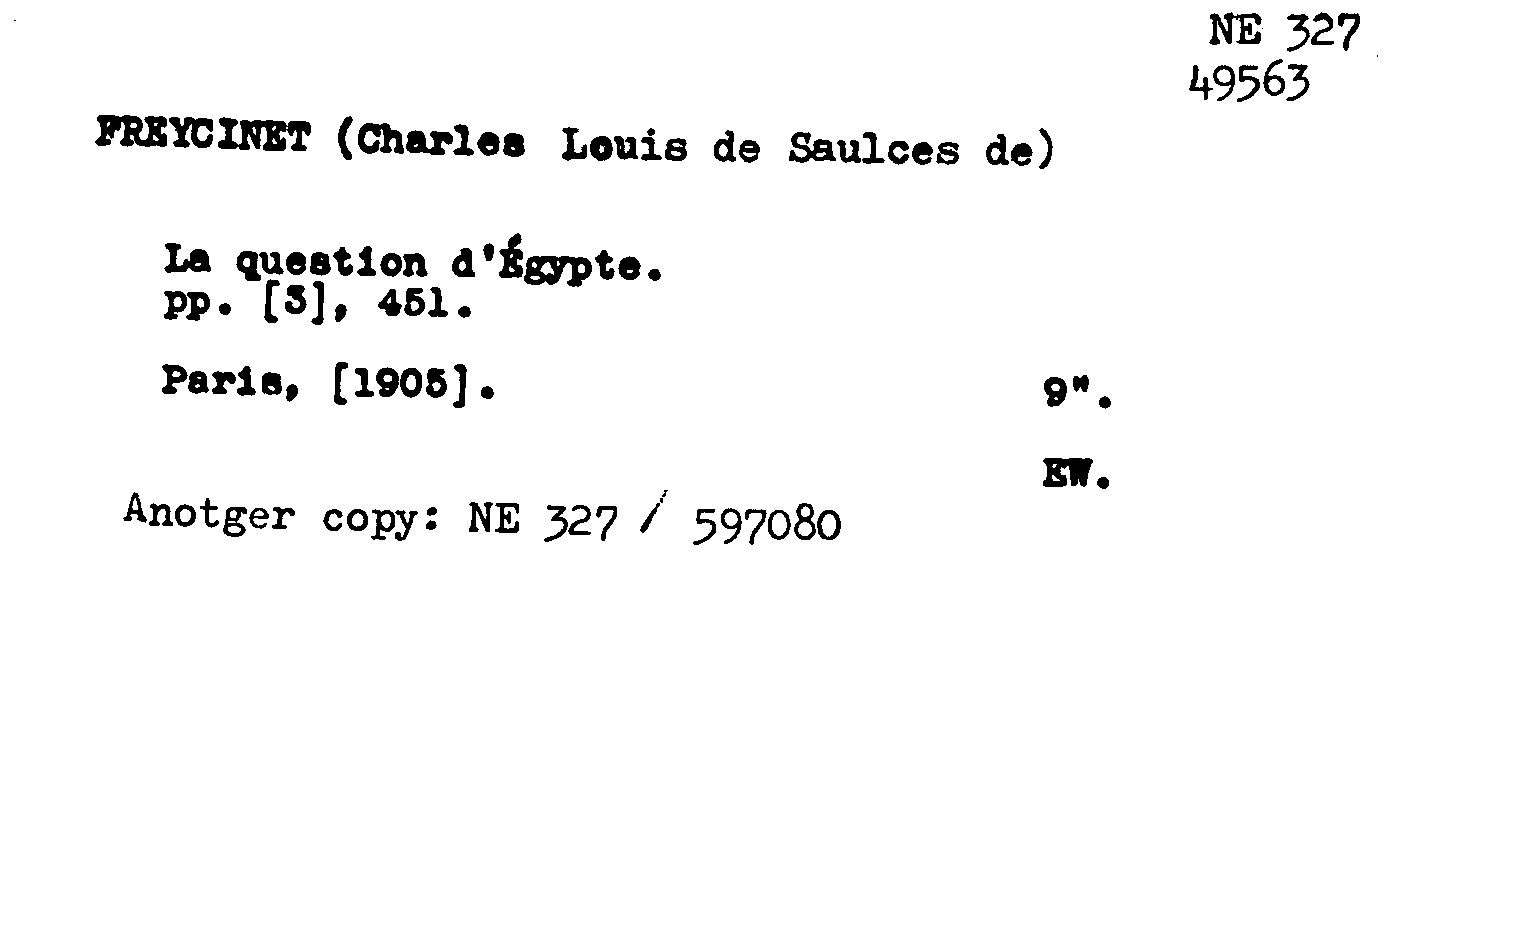 NE 327
49563
FREYCINET (Charles Louis de Saulces de)
La question d'Égypte.
pp. [3], 451.
Paris, [1905].
9".
EW.
Anotger copy: NE 327 / 597080